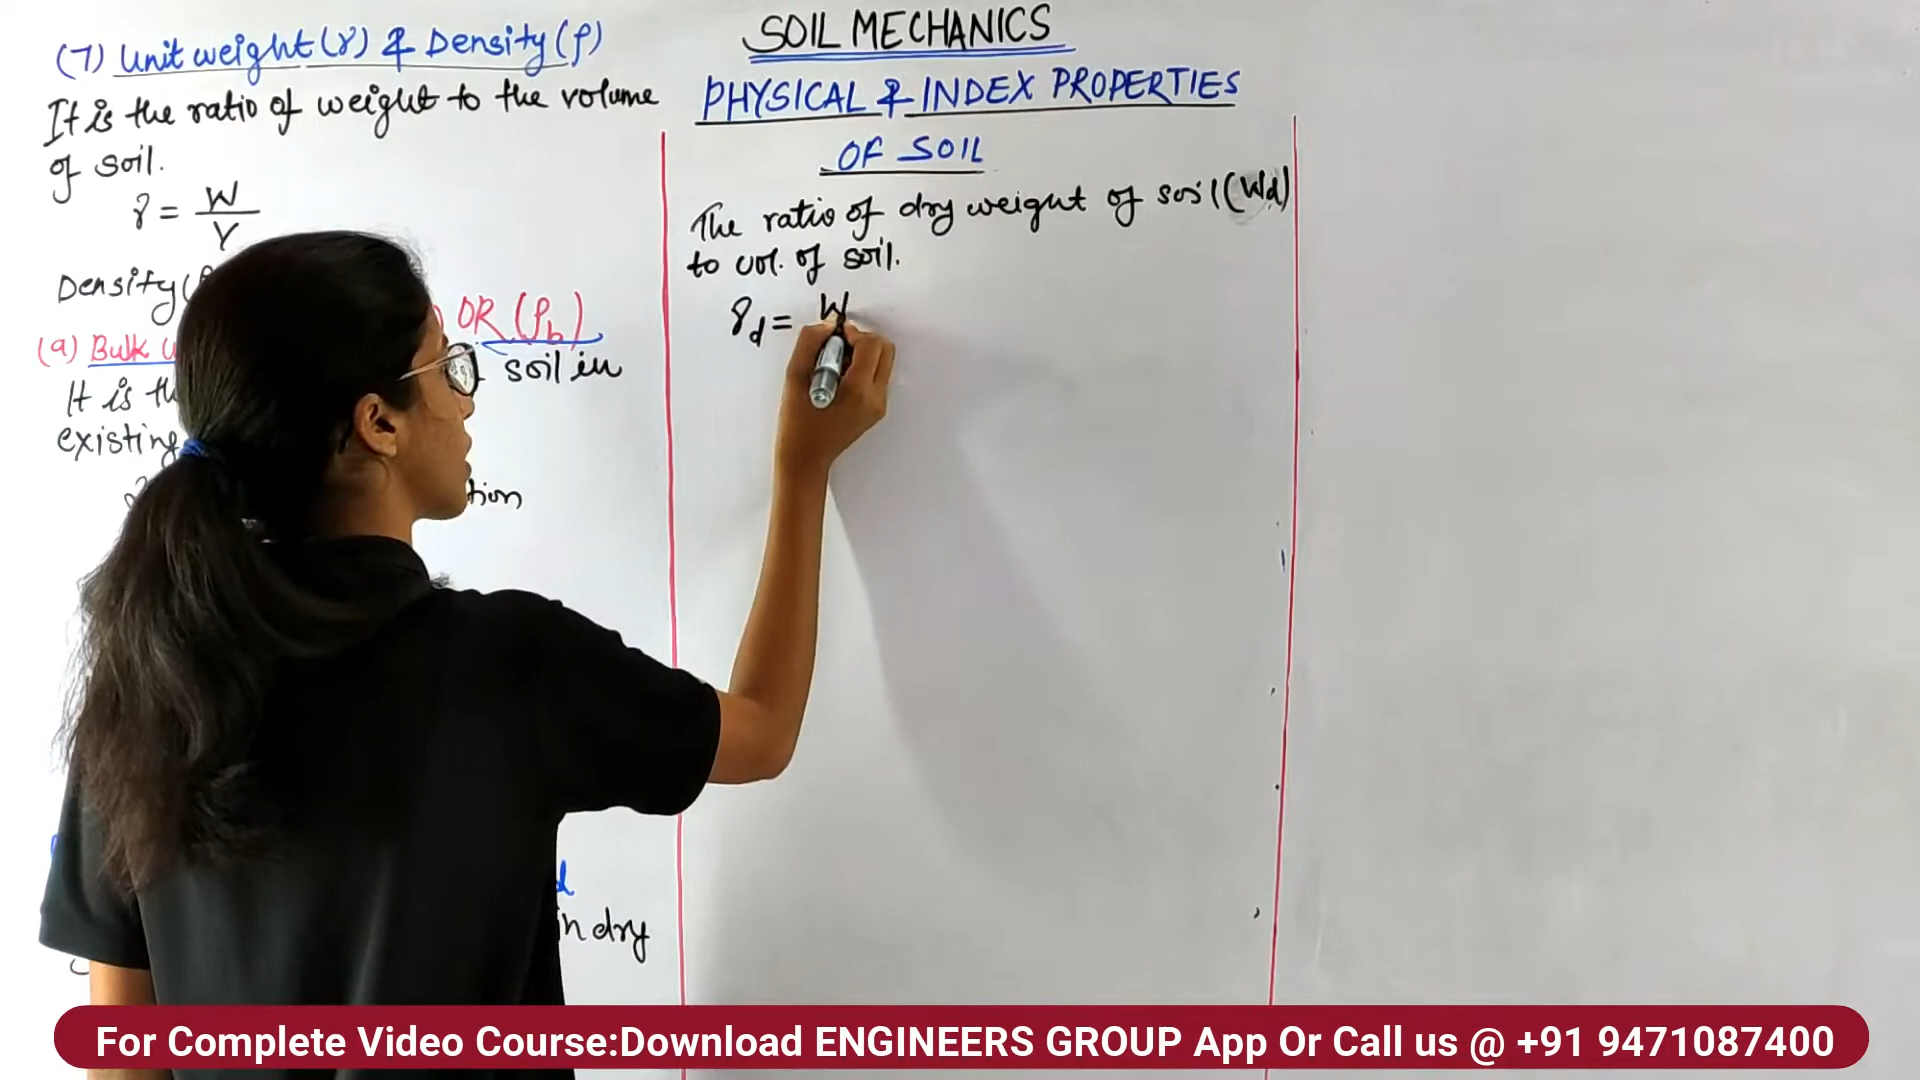 SOIL MECHANICS
PHYSICAL & INDEX PROPERTIES
OF SOIL
(7) Unit weight (γ) & Density (ρ)
It is the ratio of weight to the volume
of soil.
γ = W/V
Density (
(a) Bulk
OR (ρb)
It is th
soil in
existing
tion
d
in dry
The ratio of dry weight of soil (Wd)
to vol. of soil.
γd = W
For Complete Video Course:Download ENGINEERS GROUP App Or Call us @ +91 9471087400